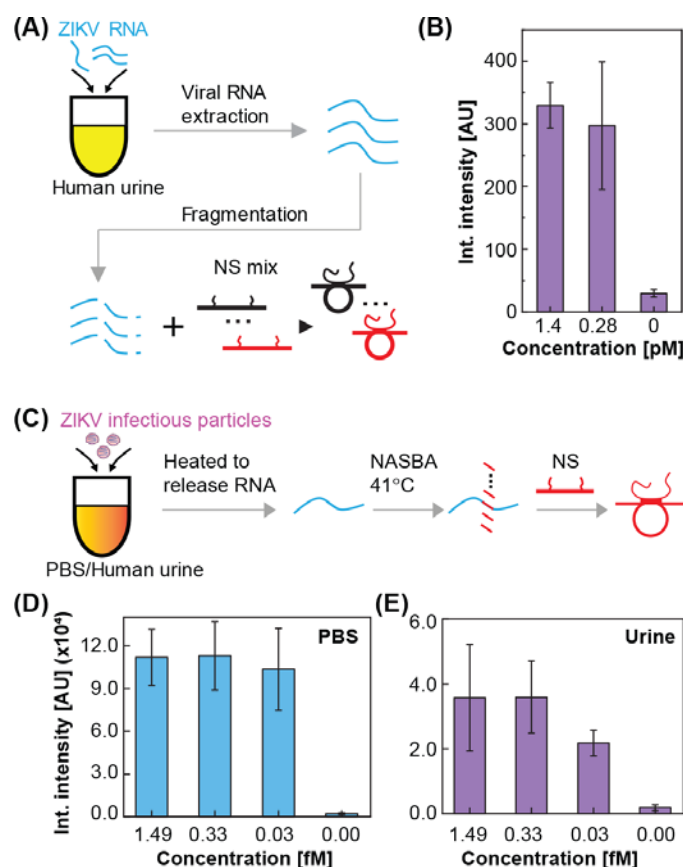 (A)
ZIKV RNA
Human urine
Viral RNA
extraction
Fragmentation
NS mix
(B)
Int. intensity [AU]
400
300
200
100
0
1.4 0.28 0
Concentration [pM]
(C)
ZIKV infectious particles
PBS/Human urine
Heated to
release RNA
NASBA
41°C
NS
(D)
PBS
Int. intensity [AU] (x10⁴)
12.0
9.0
6.0
3.0
0.0
1.49 0.33 0.03 0.00
Concentration [fM]
(E)
Urine
6.0
4.0
2.0
0.0
1.49 0.33 0.03 0.00
Concentration [fM]